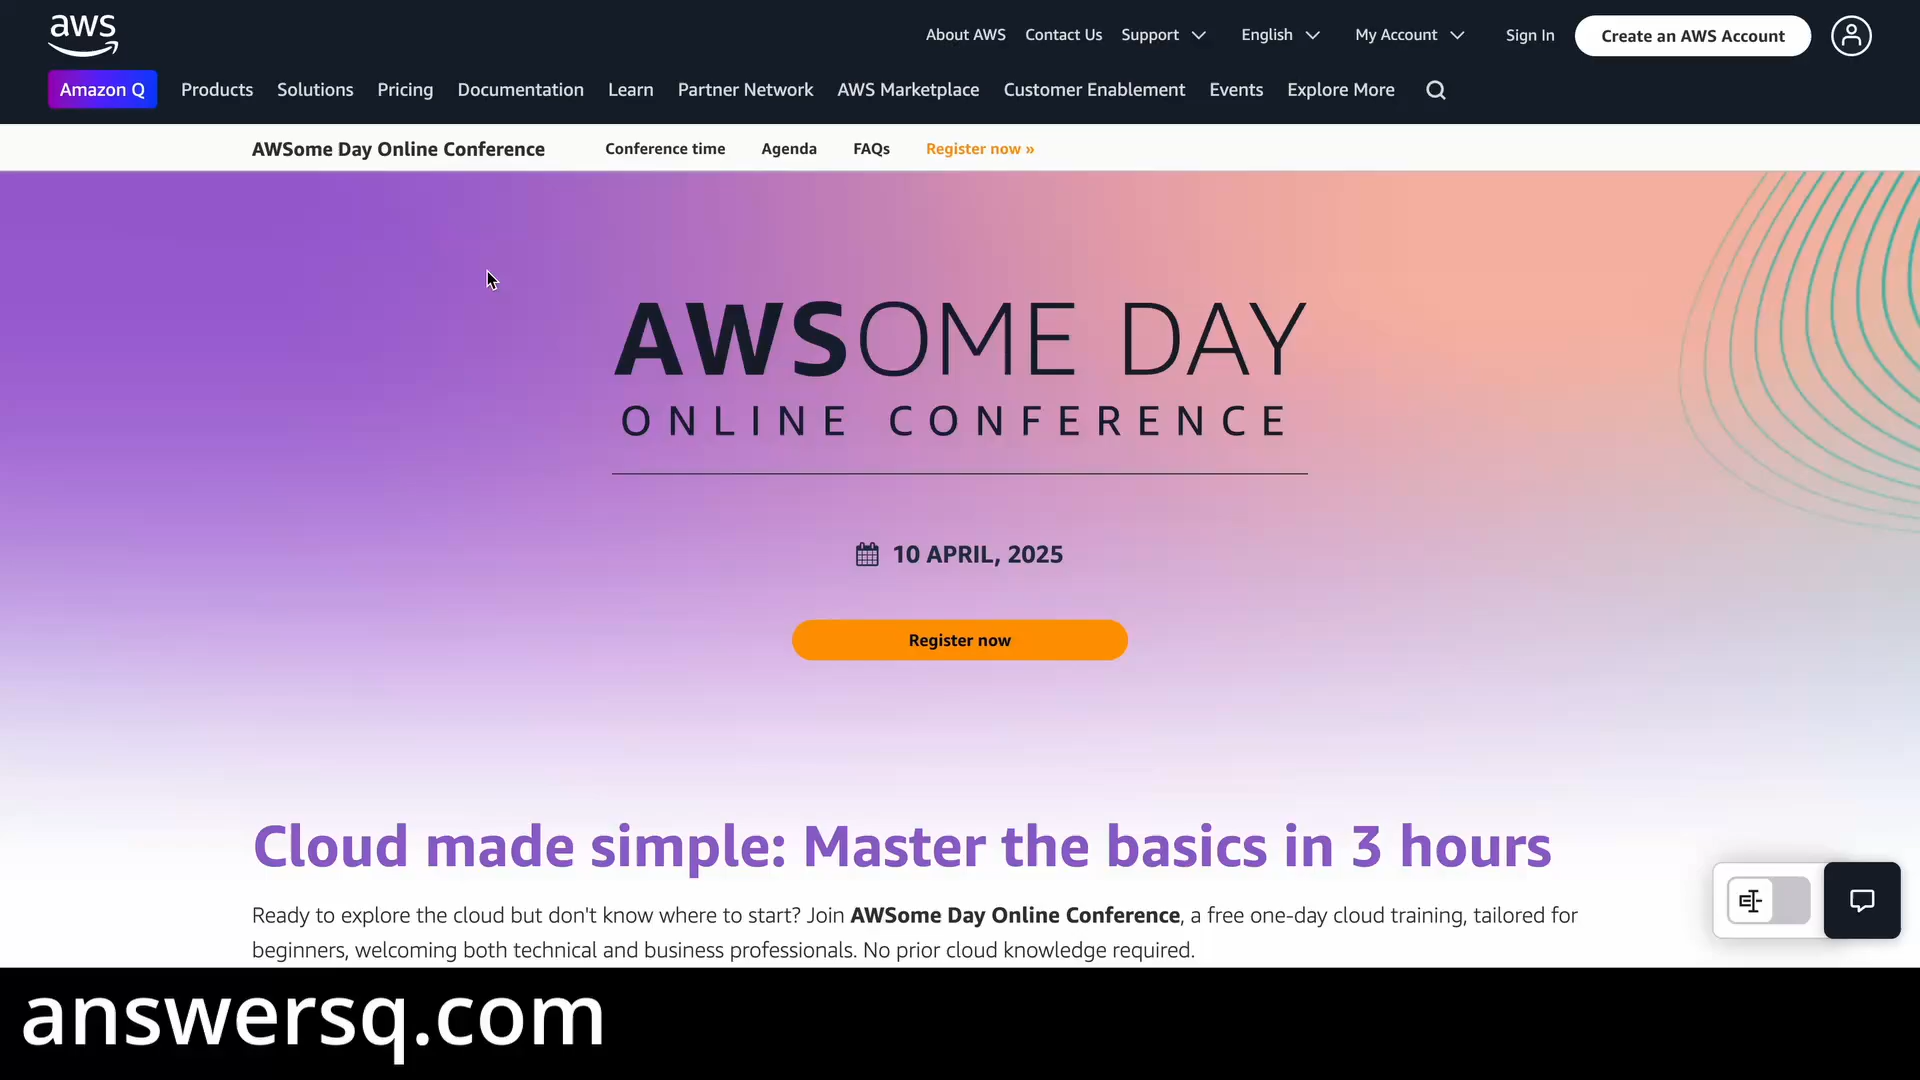 aws
About AWS Contact Us Support English My Account Sign In Create an AWS Account
Amazon Q Products Solutions Pricing Documentation Learn Partner Network AWS Marketplace Customer Enablement Events Explore More
AWSome Day Online Conference Conference time Agenda FAQs Register now »
AWSOME DAY
ONLINE CONFERENCE
10 APRIL, 2025
Register now
Cloud made simple: Master the basics in 3 hours
Ready to explore the cloud but don't know where to start? Join AWSome Day Online Conference, a free one-day cloud training, tailored for
beginners, welcoming both technical and business professionals. No prior cloud knowledge required.
answersq.com